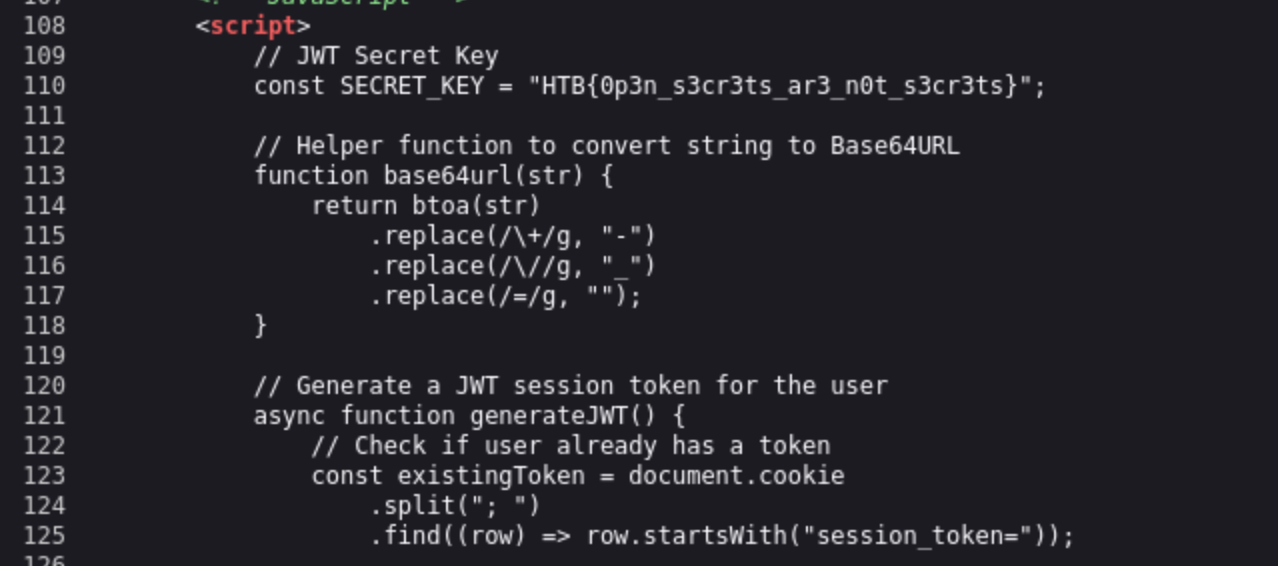 108 <script>
109 // JWT Secret Key
110 const SECRET_KEY = "HTB{0p3n_s3cr3ts_ar3_n0t_s3cr3ts}";
111
112 // Helper function to convert string to Base64URL
113 function base64url(str) {
114 return btoa(str)
115 .replace(/\+/g, "-")
116 .replace(/\//g, "_")
117 .replace(/=/g, "");
118 }
119
120 // Generate a JWT session token for the user
121 async function generateJWT() {
122 // Check if user already has a token
123 const existingToken = document.cookie
124 .split("; ")
125 .find((row) => row.startsWith("session_token="));